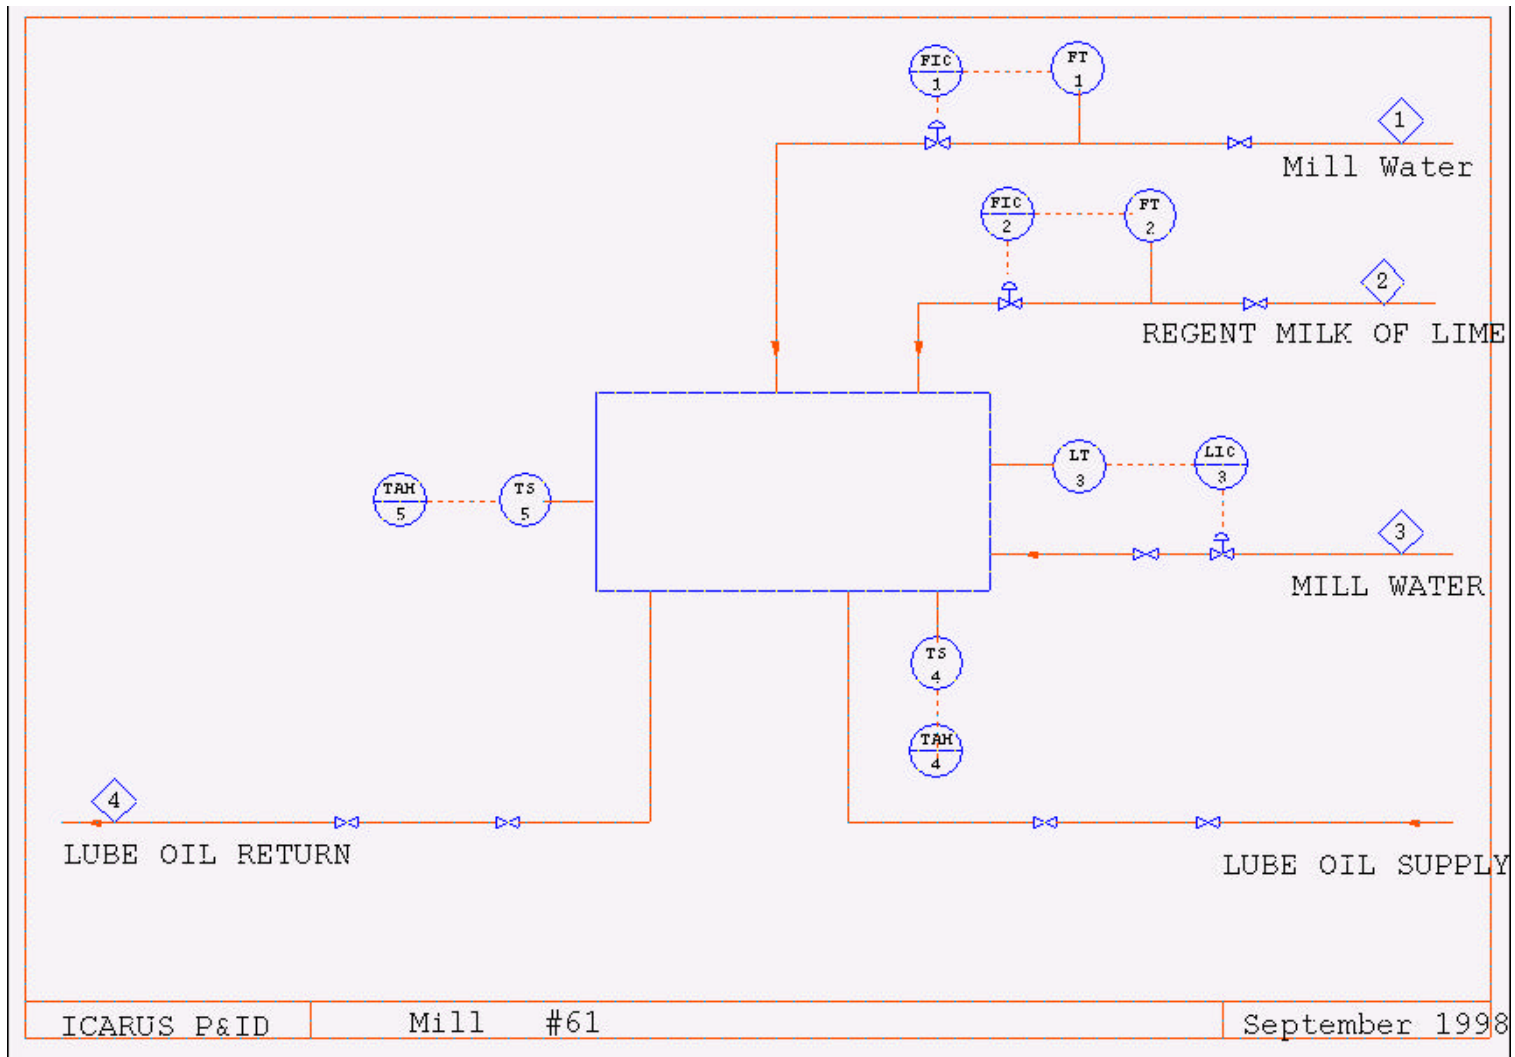 FIC
1
FT
1
1
Mill Water
FIC
2
FT
2
2
REGENT MILK OF LIME
LT
3
LIC
3
TAH
5
TS
5
3
MILL WATER
TS
4
TAH
4
4
LUBE OIL RETURN
LUBE OIL SUPPLY
ICARUS P&ID
Mill #61
September 1998